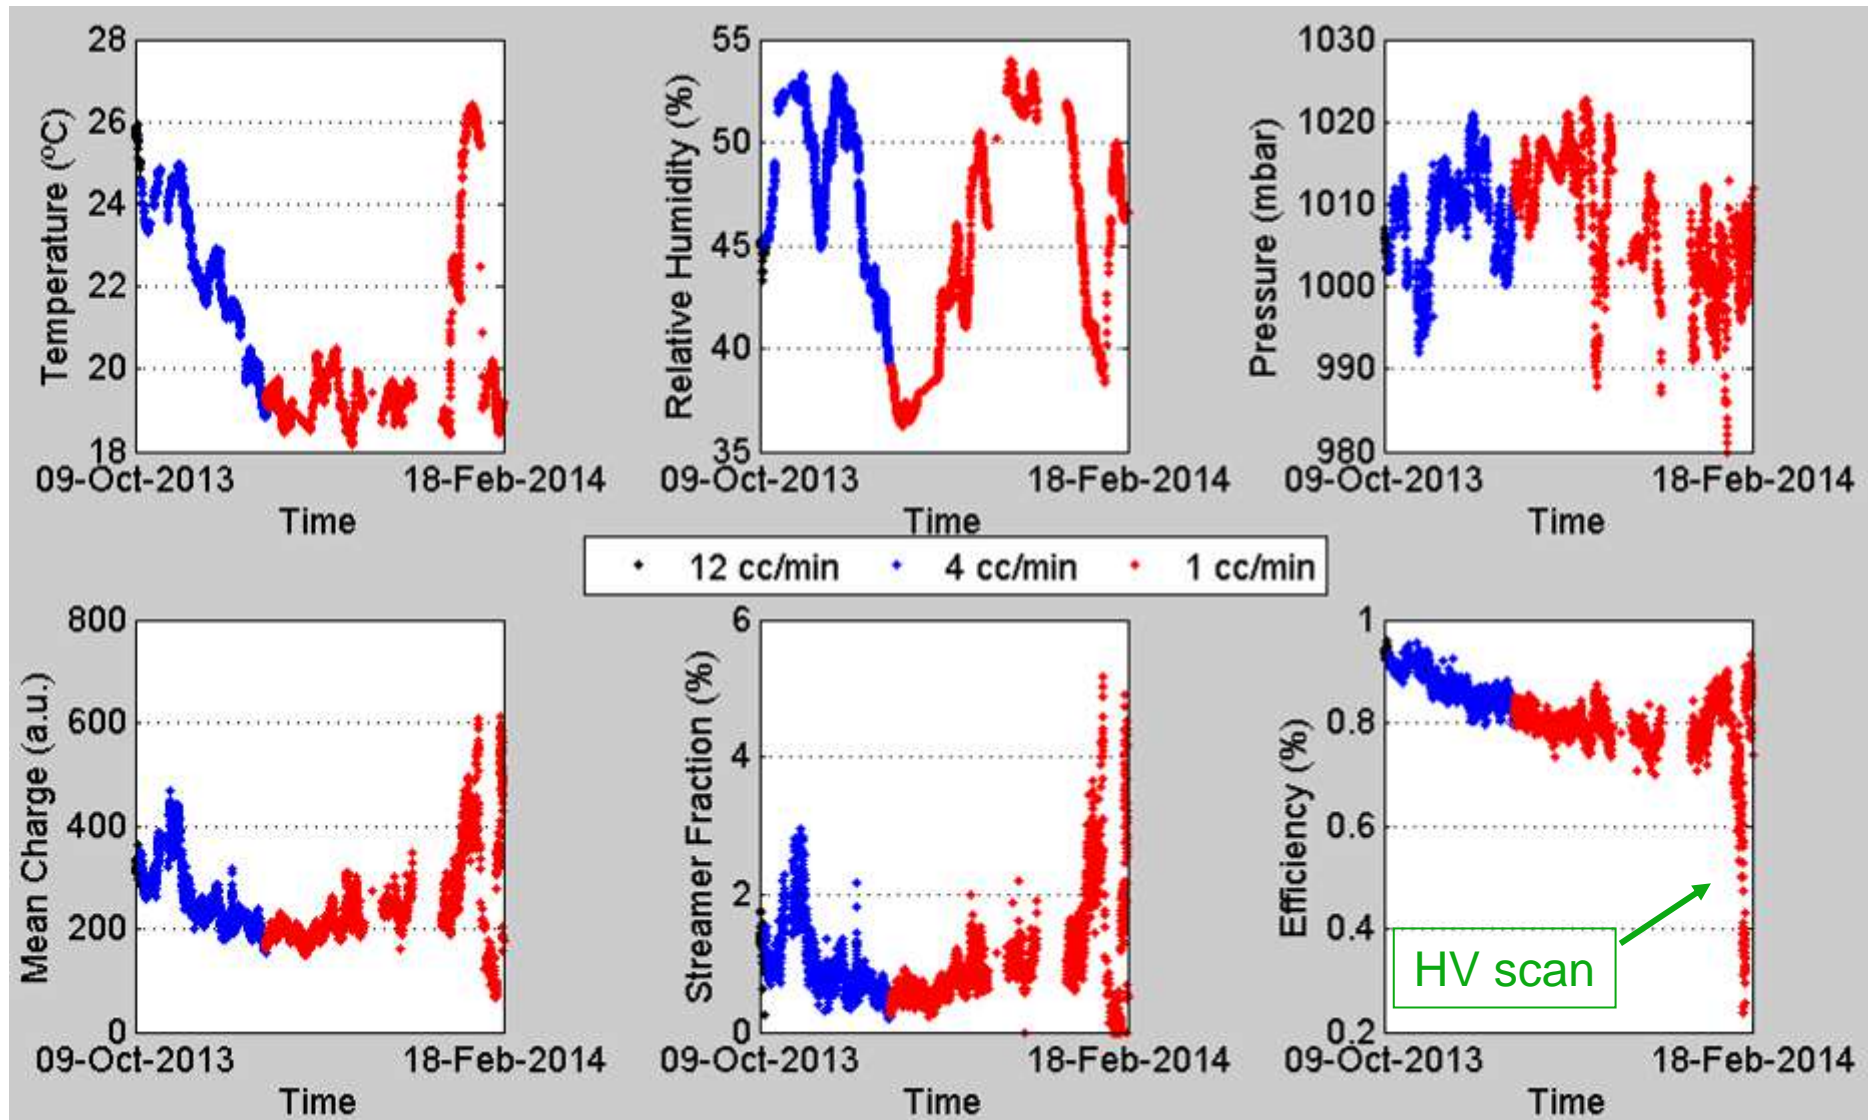 Temperature (ºC)
28
26
24
22
20
18
09-Oct-2013
18-Feb-2014
Time
Relative Humidity (%)
55
50
45
40
35
09-Oct-2013
18-Feb-2014
Time
Pressure (mbar)
1030
1020
1010
1000
990
980
09-Oct-2013
18-Feb-2014
Time
12 cc/min
4 cc/min
1 cc/min
Mean Charge (a.u.)
800
600
400
200
0
09-Oct-2013
18-Feb-2014
Time
Streamer Fraction (%)
6
4
2
0
09-Oct-2013
18-Feb-2014
Time
Efficiency (%)
1
0.8
0.6
0.4
0.2
HV scan
09-Oct-2013
18-Feb-2014
Time